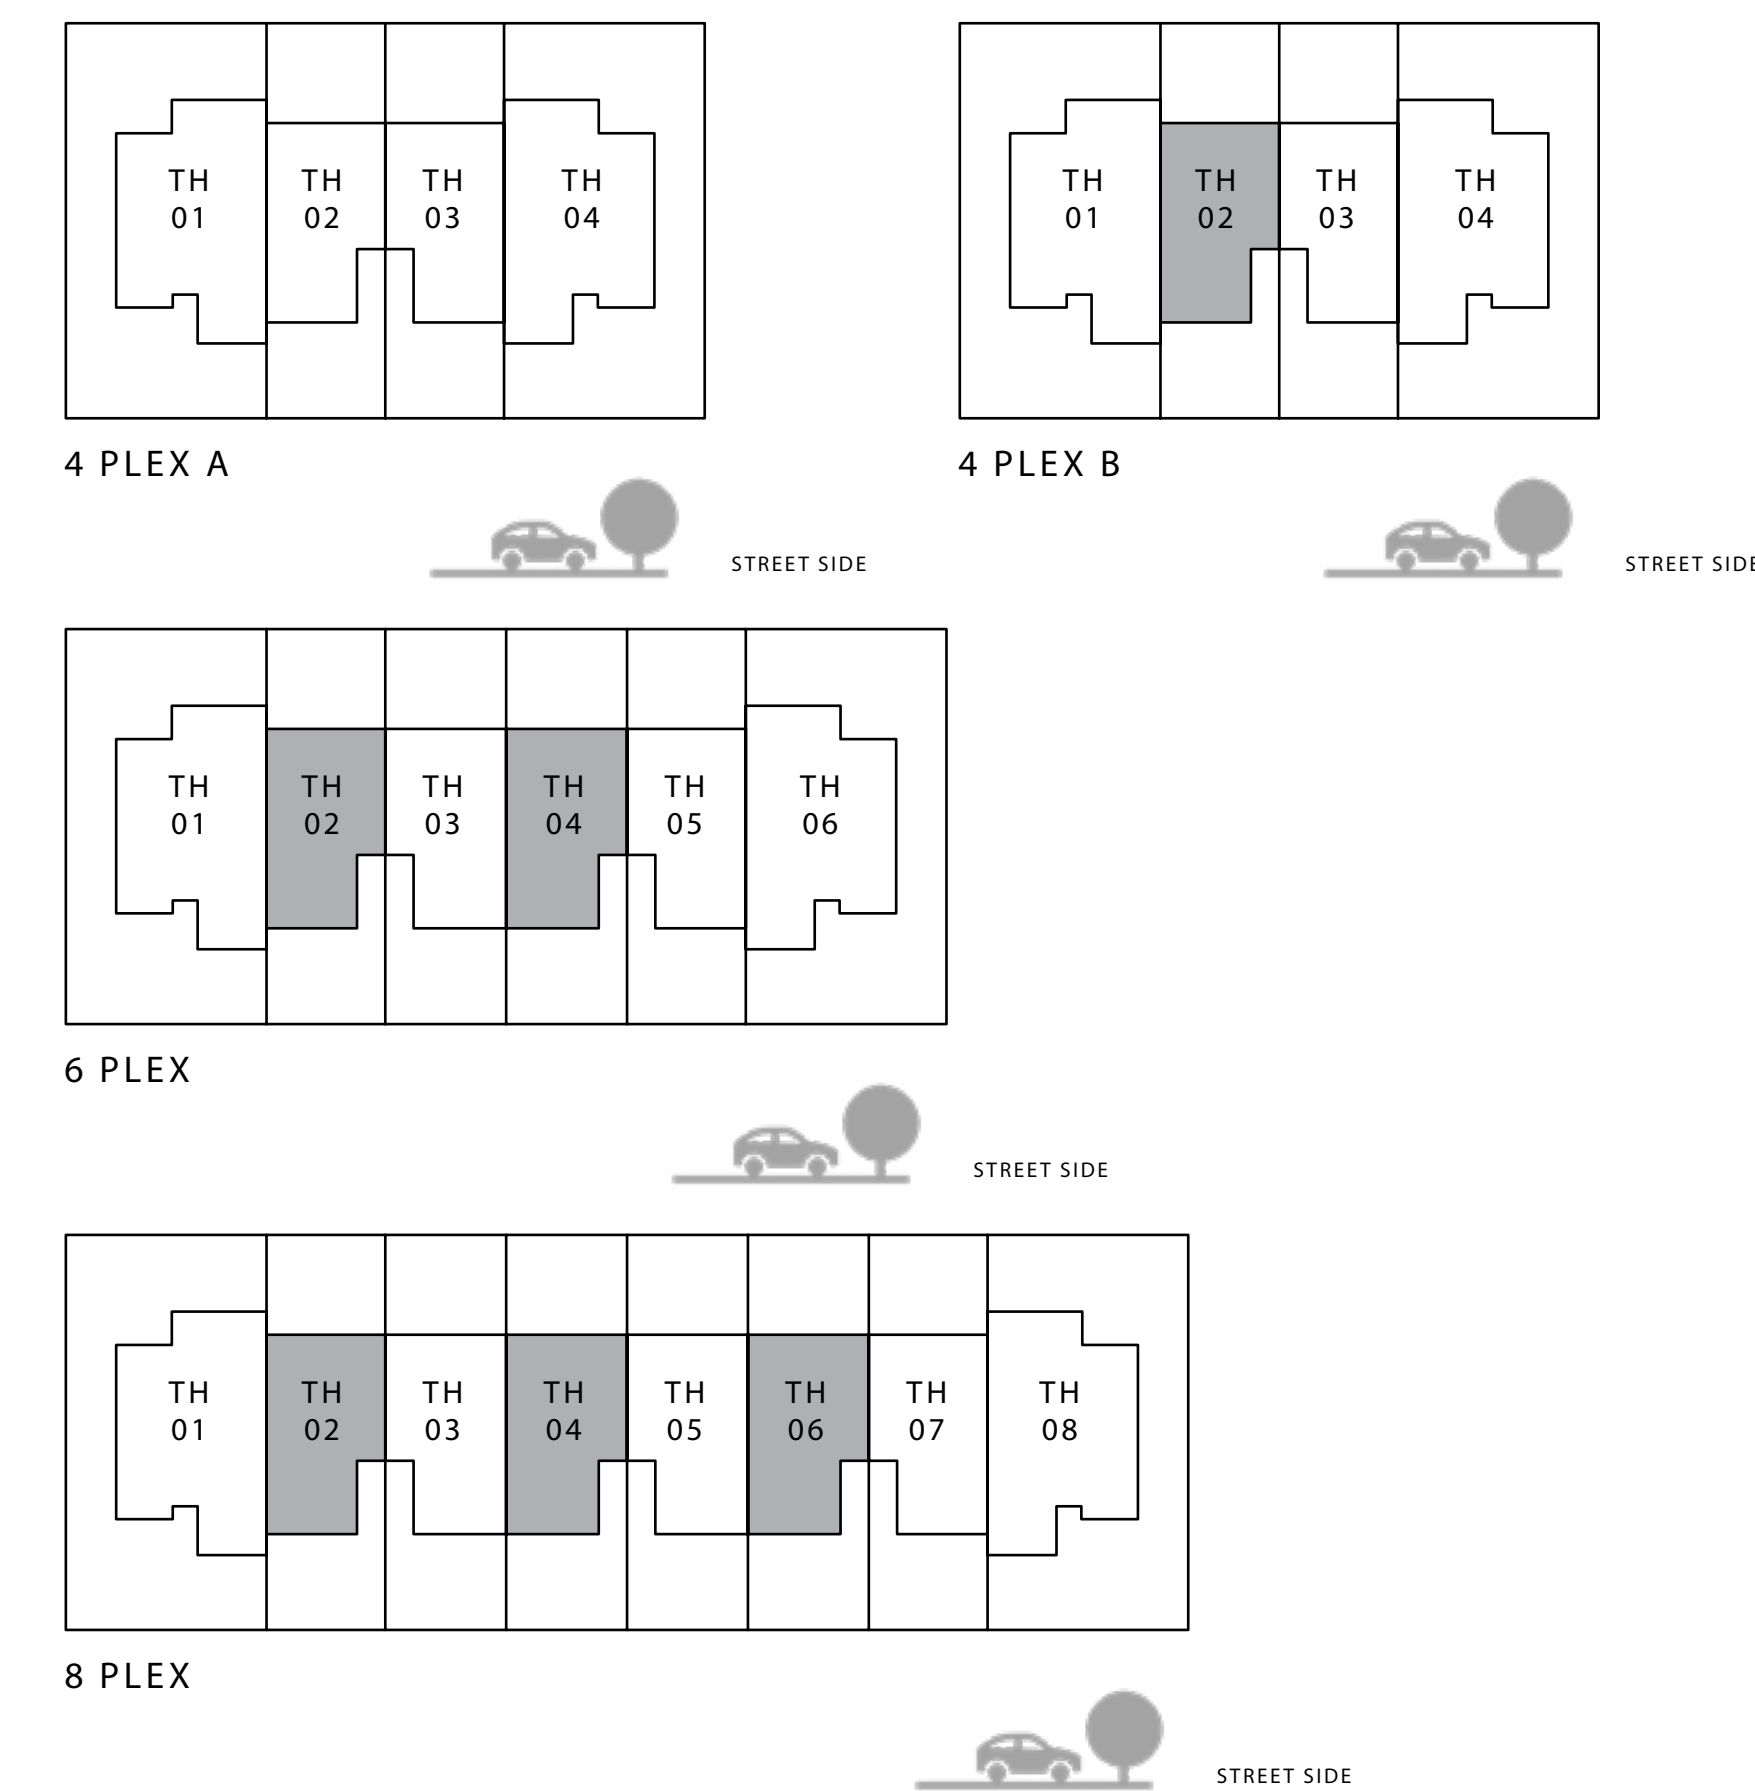 TH TH TH TH
01 02 03 04
4 PLEX A
STREET SIDE
TH TH TH TH
01 02 03 04
4 PLEX B
STREET SIDE
TH TH TH TH TH TH
01 02 03 04 05 06
6 PLEX
STREET SIDE
TH TH TH TH TH TH TH TH
01 02 03 04 05 06 07 08
8 PLEX
STREET SIDE